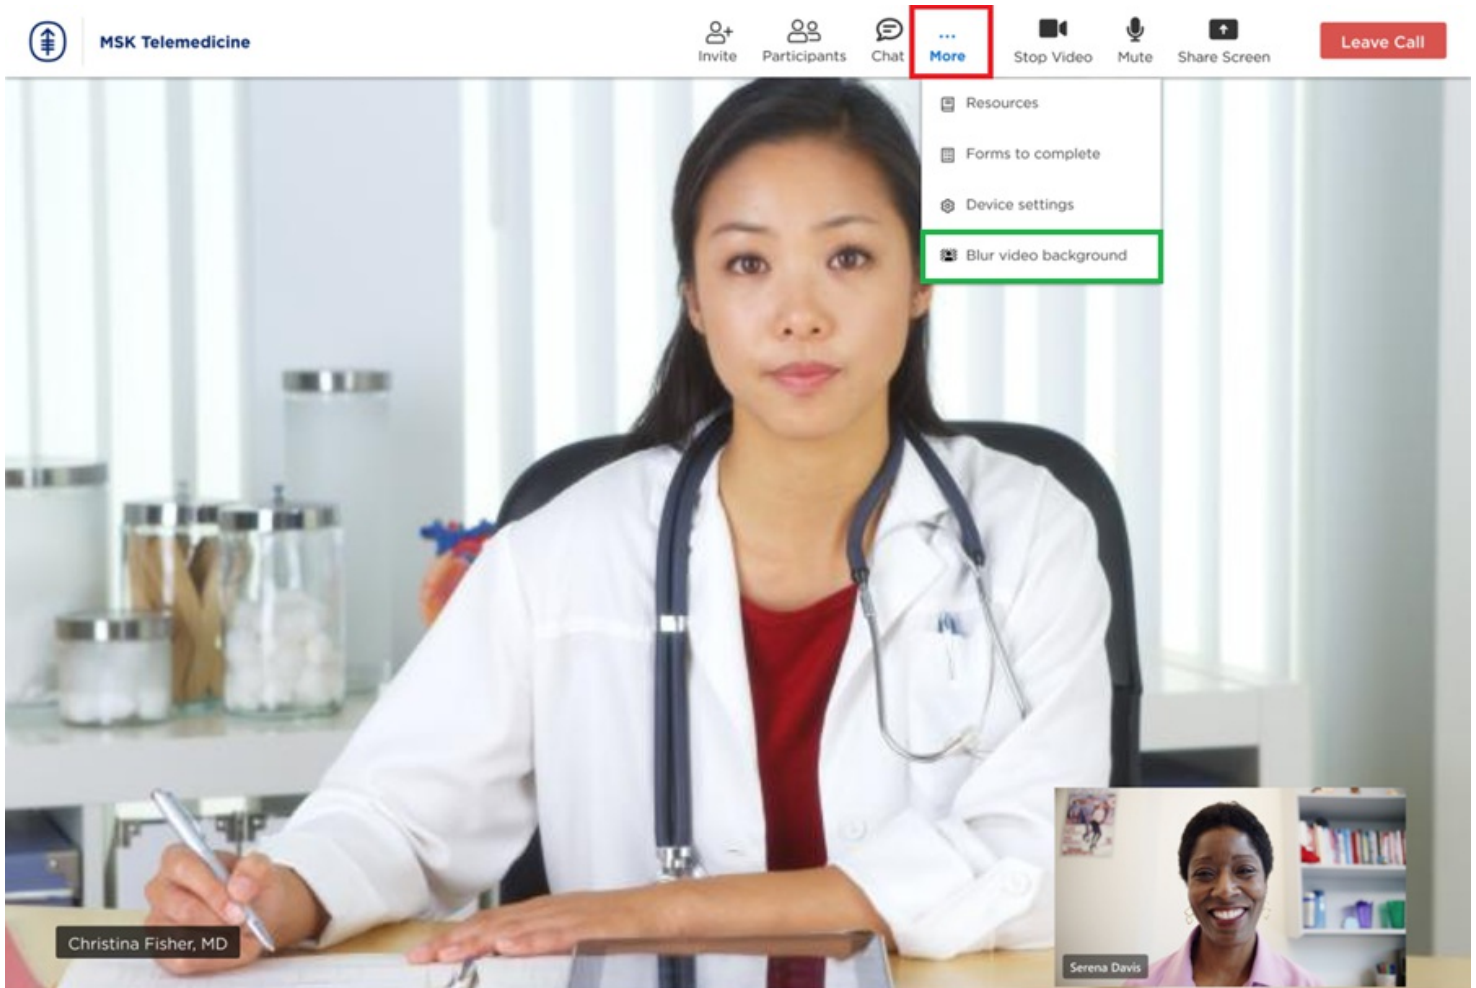 MSK Telemedicine
Invite
Participants
Chat
...
More
Stop Video
Mute
Share Screen
Leave Call
Resources
Forms to complete
Device settings
Blur video background
Christina Fisher, MD
Serena Davis